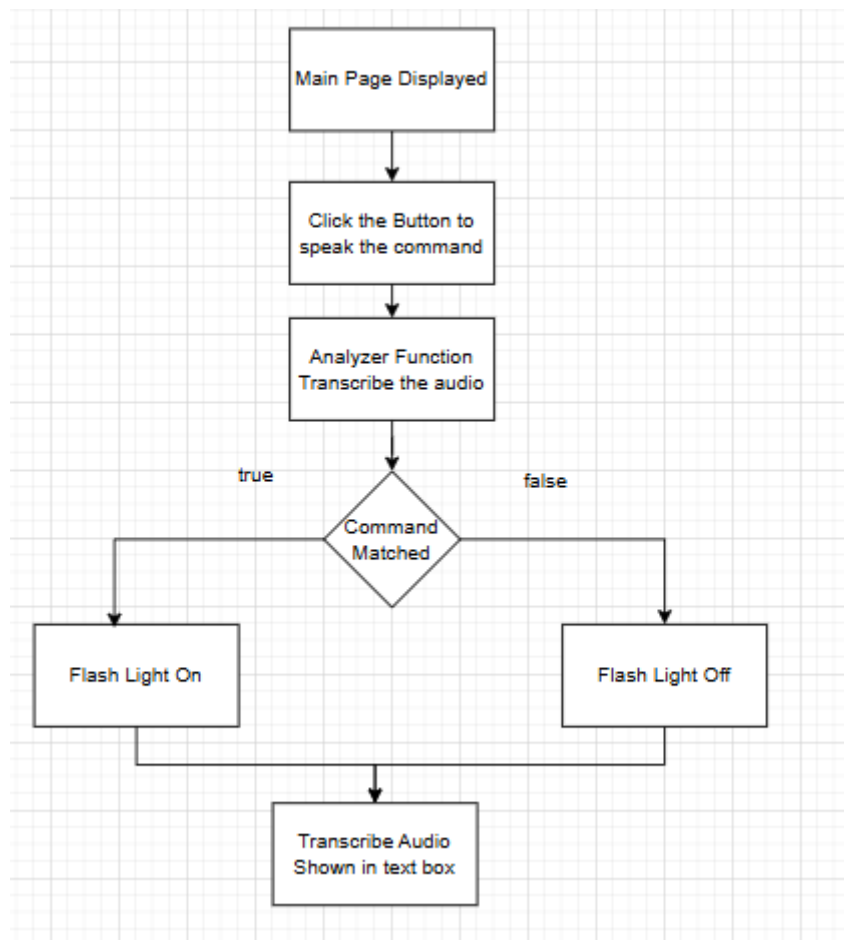 Main Page Displayed
Click the Button to
speak the command
Analyzer Function
Transcribe the audio
true
false
Command
Matched
Flash Light On
Flash Light Off
Transcribe Audio
Shown in text box